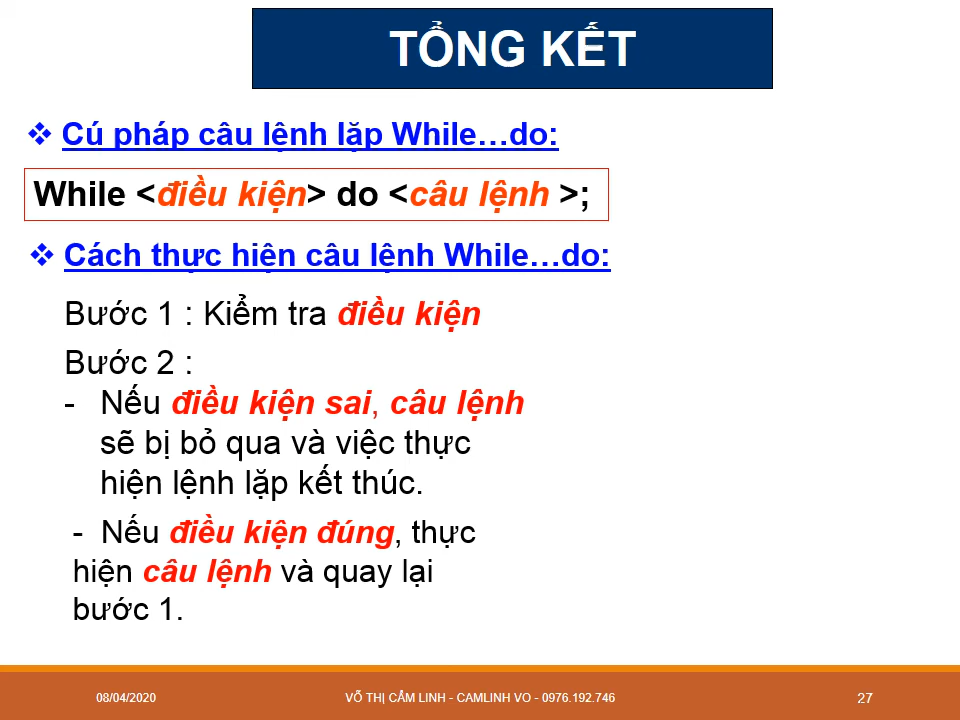 TỔNG KẾT
❖ Cú pháp câu lệnh lặp While…do:
While <điều kiện> do <câu lệnh >;
❖ Cách thực hiện câu lệnh While…do:
Bước 1 : Kiểm tra điều kiện
Bước 2 :
- Nếu điều kiện sai, câu lệnh
sẽ bị bỏ qua và việc thực
hiện lệnh lặp kết thúc.
- Nếu điều kiện đúng, thực
hiện câu lệnh và quay lại
bước 1.
08/04/2020 VÕ THỊ CẨM LINH - CAMLINH VO - 0976.192.746 27